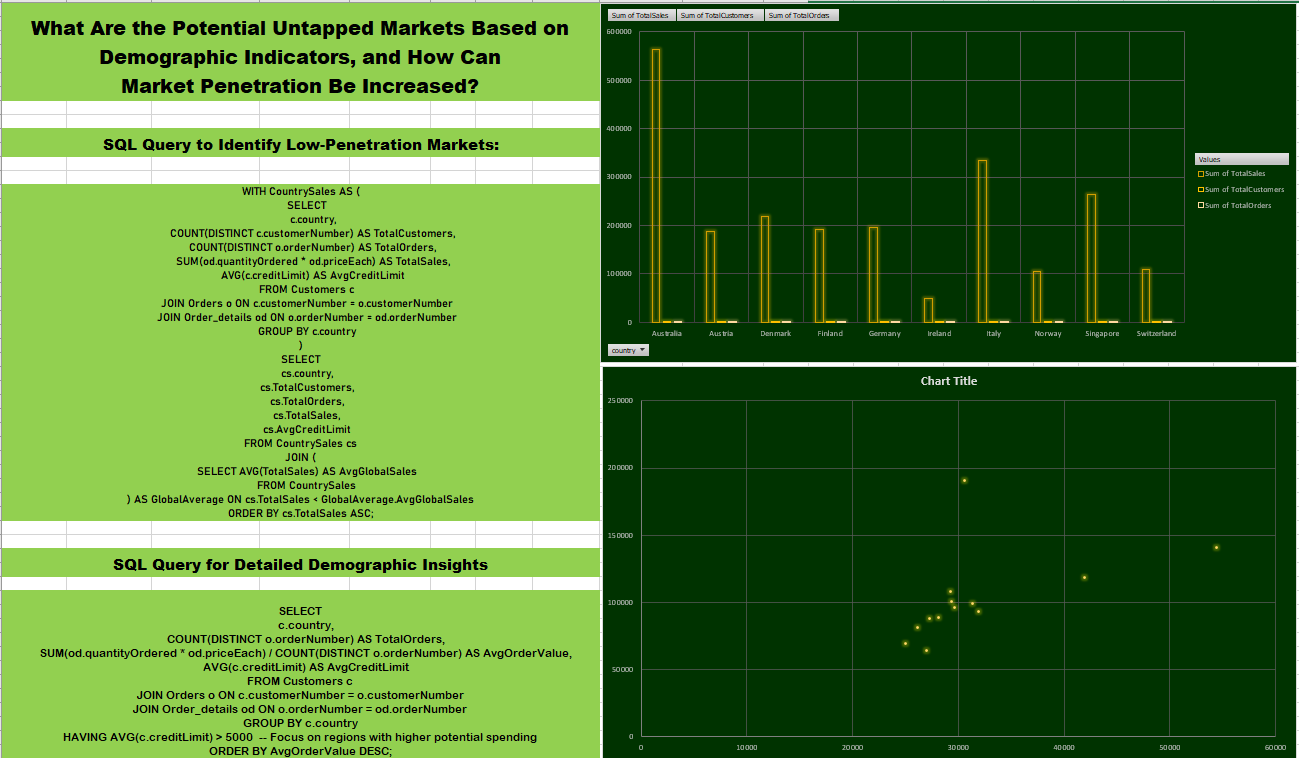 What Are the Potential Untapped Markets Based on
Demographic Indicators, and How Can
Market Penetration Be Increased?
SQL Query to Identify Low-Penetration Markets:
WITH CountrySales AS (
SELECT
c.country,
COUNT(DISTINCT c.customerNumber) AS TotalCustomers,
COUNT(DISTINCT o.orderNumber) AS TotalOrders,
SUM(od.quantityOrdered * od.priceEach) AS TotalSales,
AVG(c.creditLimit) AS AvgCreditLimit
FROM Customers c
JOIN Orders o ON c.customerNumber = o.customerNumber
JOIN Order_details od ON o.orderNumber = od.orderNumber
GROUP BY c.country
)
SELECT
cs.country,
cs.TotalCustomers,
cs.TotalOrders,
cs.TotalSales,
cs.AvgCreditLimit
FROM CountrySales cs
JOIN (
SELECT AVG(TotalSales) AS AvgGlobalSales
FROM CountrySales
) AS GlobalAverage ON cs.TotalSales < GlobalAverage.AvgGlobalSales
ORDER BY cs.TotalSales ASC;
SQL Query for Detailed Demographic Insights
SELECT
c.country,
COUNT(DISTINCT o.orderNumber) AS TotalOrders,
SUM(od.quantityOrdered * od.priceEach) / COUNT(DISTINCT o.orderNumber) AS AvgOrderValue,
AVG(c.creditLimit) AS AvgCreditLimit
FROM Customers c
JOIN Orders o ON c.customerNumber = o.customerNumber
JOIN Order_details od ON o.orderNumber = od.orderNumber
GROUP BY c.country
HAVING AVG(c.creditLimit) > 5000 -- Focus on regions with higher potential spending
ORDER BY AvgOrderValue DESC;
Sum of TotalSales Sum of TotalCustomers Sum of TotalOrders
600000
500000
400000
300000
200000
100000
0
Australia Austria Denmark Finland Germany Ireland Italy Norway Singapore Switzerland
country
Values
Sum of TotalSales
Sum of TotalCustomers
Sum of TotalOrders
Chart Title
250000
200000
150000
100000
50000
0
0 10000 20000 30000 40000 50000 60000